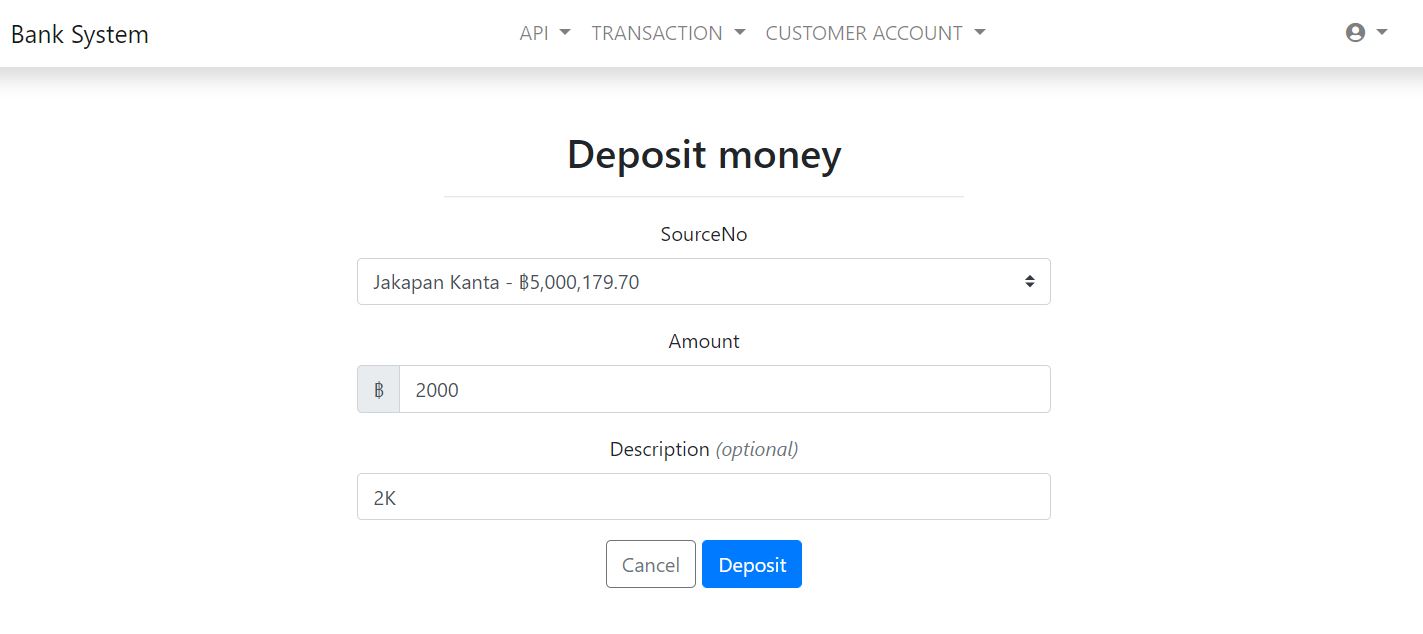 Bank System
API TRANSACTION CUSTOMER ACCOUNT
Deposit money
SourceNo
Jakapan Kanta - ฿5,000,179.70
Amount
฿ 2000
Description (optional)
2K
Cancel Deposit